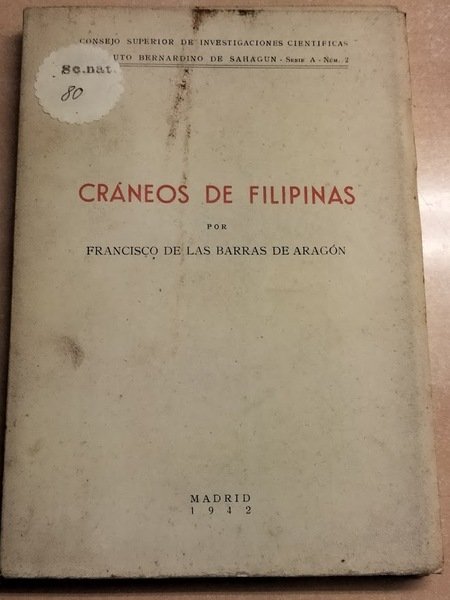 CONSEJO SUPERIOR DE INVESTIGACIONES CIENTIFICAS
UTO BERNARDINO DE SAHAGUN - SERIE A - NÚM. 2
Sc.nat.
80
CRÁNEOS DE FILIPINAS
POR
FRANCISCO DE LAS BARRAS DE ARAGÓN
MADRID
1942